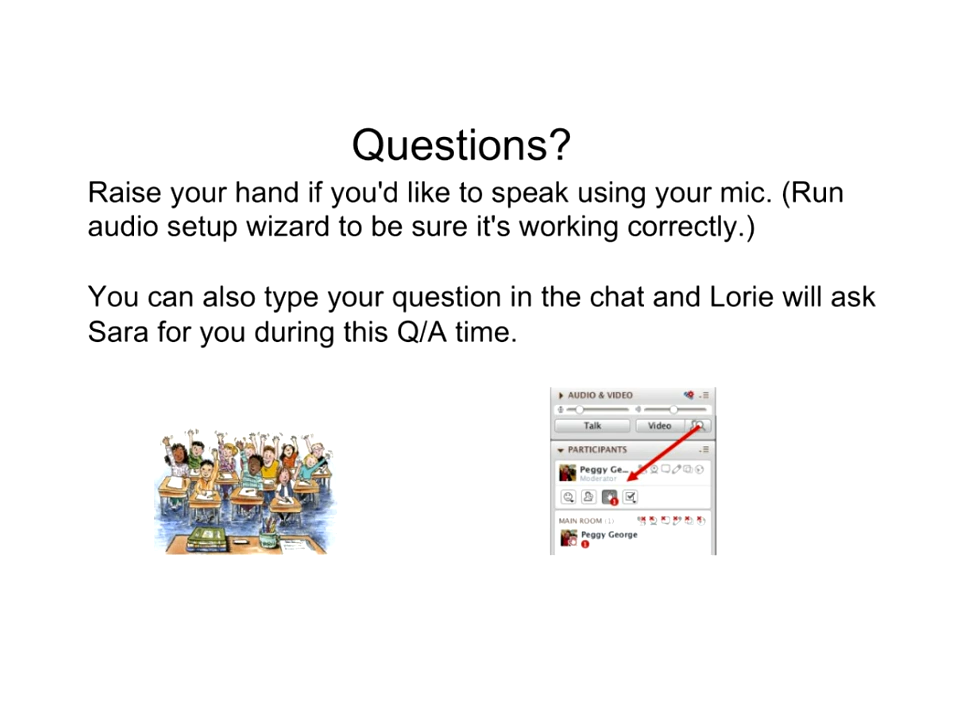 Questions?
Raise your hand if you'd like to speak using your mic. (Run
audio setup wizard to be sure it's working correctly.)
You can also type your question in the chat and Lorie will ask
Sara for you during this Q/A time.
AUDIO & VIDEO
Talk
Video
PARTICIPANTS
Peggy Ge...
Moderator
1
MAIN ROOM (1)
Peggy George
1